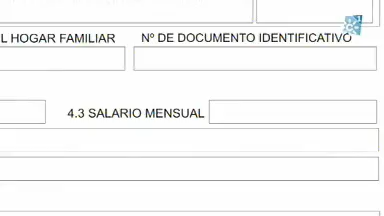 L HOGAR FAMILIAR
Nº DE DOCUMENTO IDENTIFICATIVO
4.3 SALARIO MENSUAL